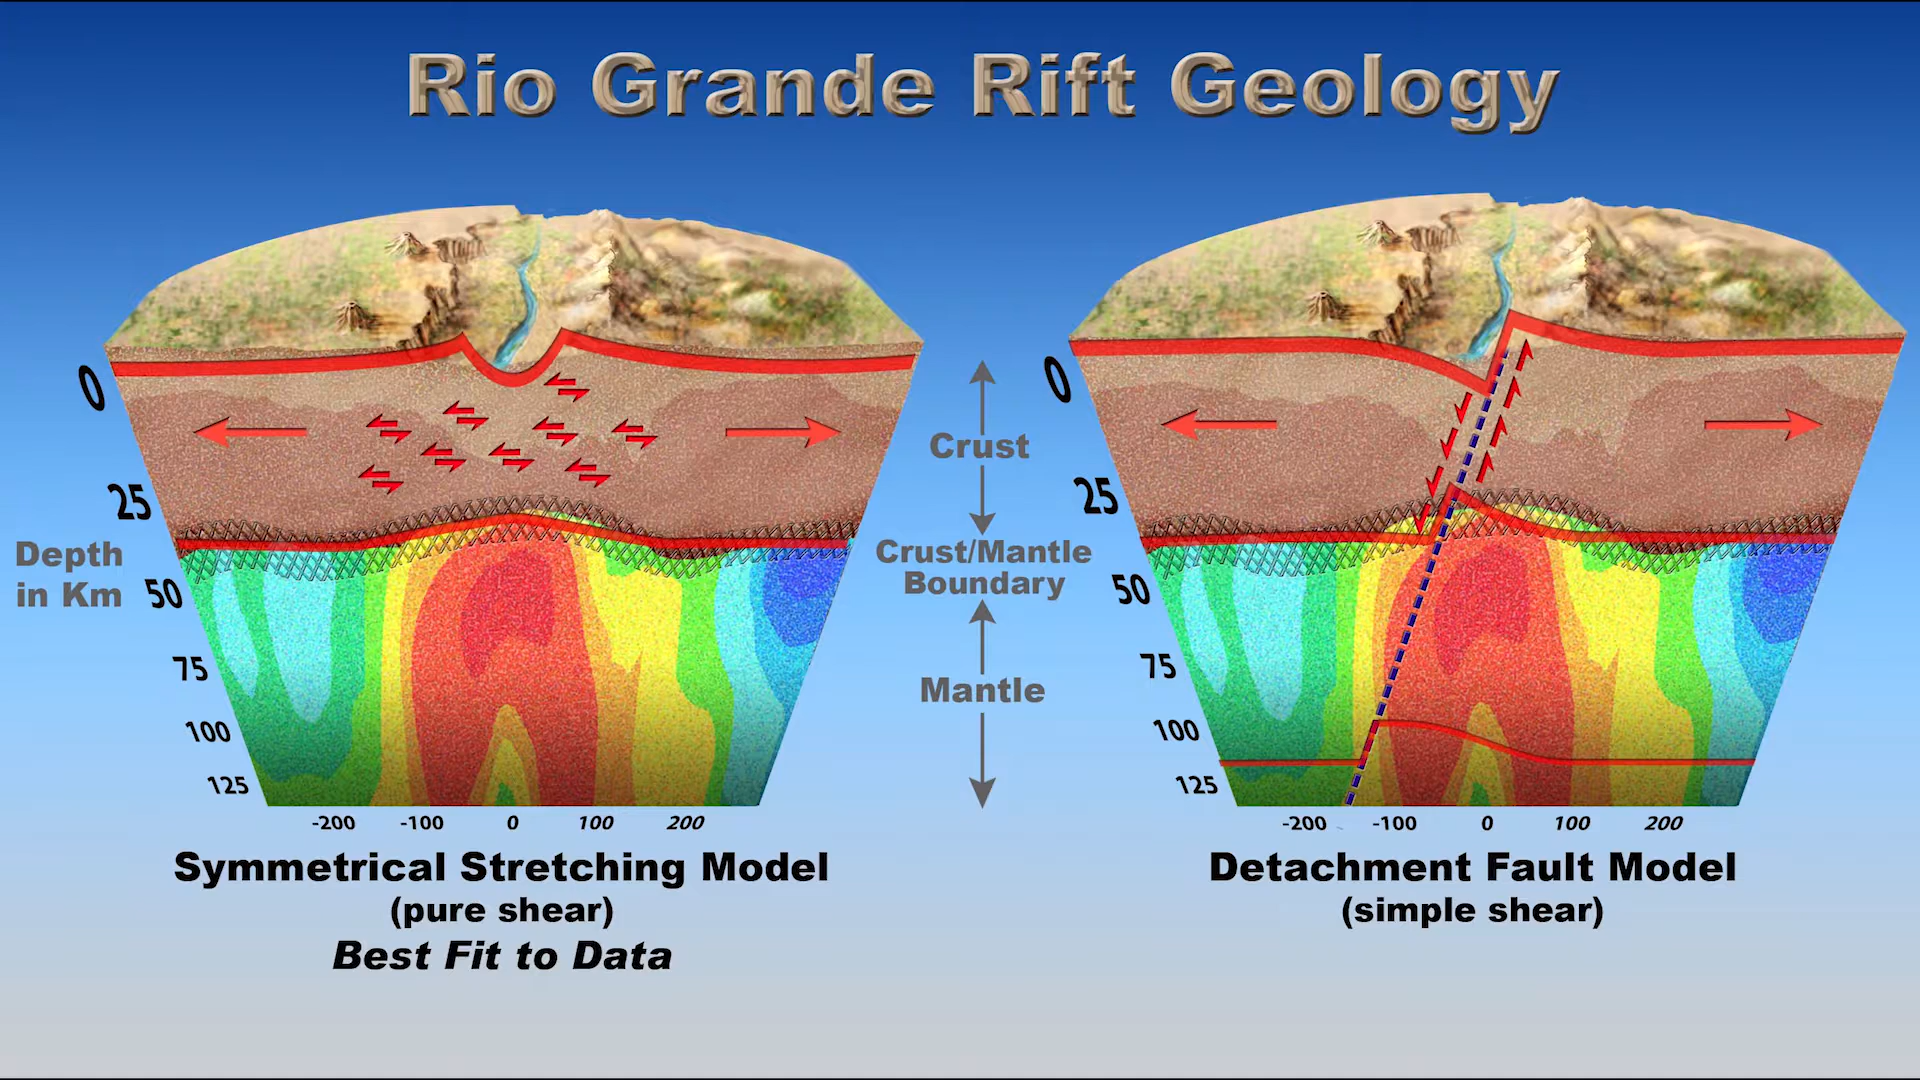 Rio Grande Rift Geology
0
25
Depth
in Km
50
75
100
125
-200 -100 0 100 200
Symmetrical Stretching Model
(pure shear)
Best Fit to Data
Crust
Crust/Mantle
Boundary
Mantle
0
25
50
75
100
125
-200 -100 0 100 200
Detachment Fault Model
(simple shear)